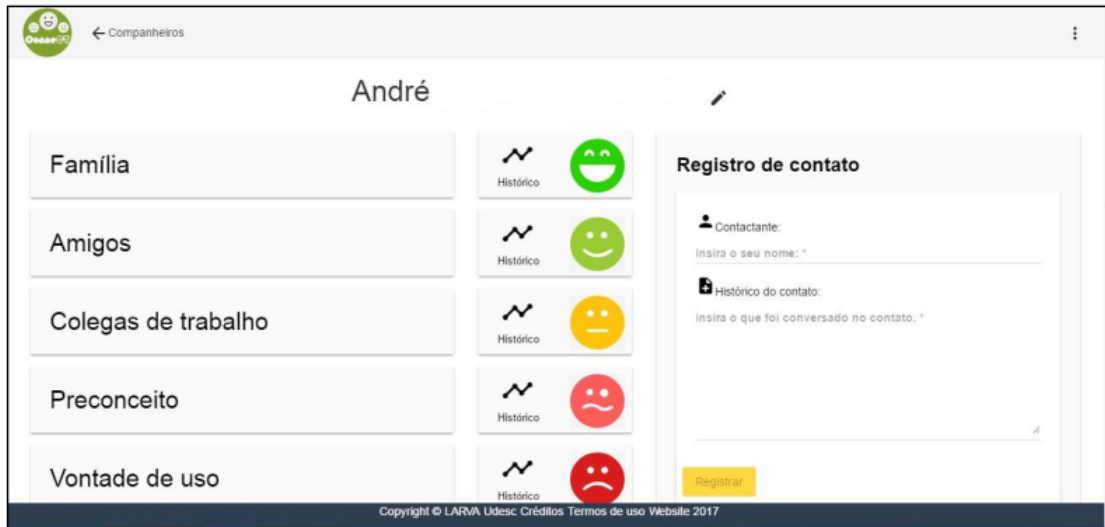 Companheiros
André
Família
Histórico
Amigos
Histórico
Colegas de trabalho
Histórico
Preconceito
Histórico
Vontade de uso
Histórico
Registro de contato
Contactante:
Insira o seu nome: *
Histórico do contato:
Insira o que foi conversado no contato. *
Registrar
Copyright © LARVA Udesc Créditos Termos de uso Website 2017